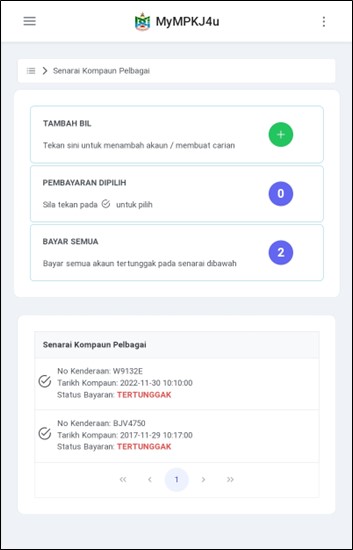 MyMPKJ4u
Senarai Kompaun Pelbagai
TAMBAH BIL
Tekan sini untuk menambah akaun / membuat carian
PEMBAYARAN DIPILIH
Sila tekan pada untuk pilih
0
BAYAR SEMUA
Bayar semua akaun tertunggak pada senarai dibawah
2
Senarai Kompaun Pelbagai
No Kenderaan: W9132E
Tarikh Kompaun: 2022-11-30 10:10:00
Status Bayaran: TERTUNGGAK
No Kenderaan: BJV4750
Tarikh Kompaun: 2017-11-29 10:17:00
Status Bayaran: TERTUNGGAK
<< < 1 > >>